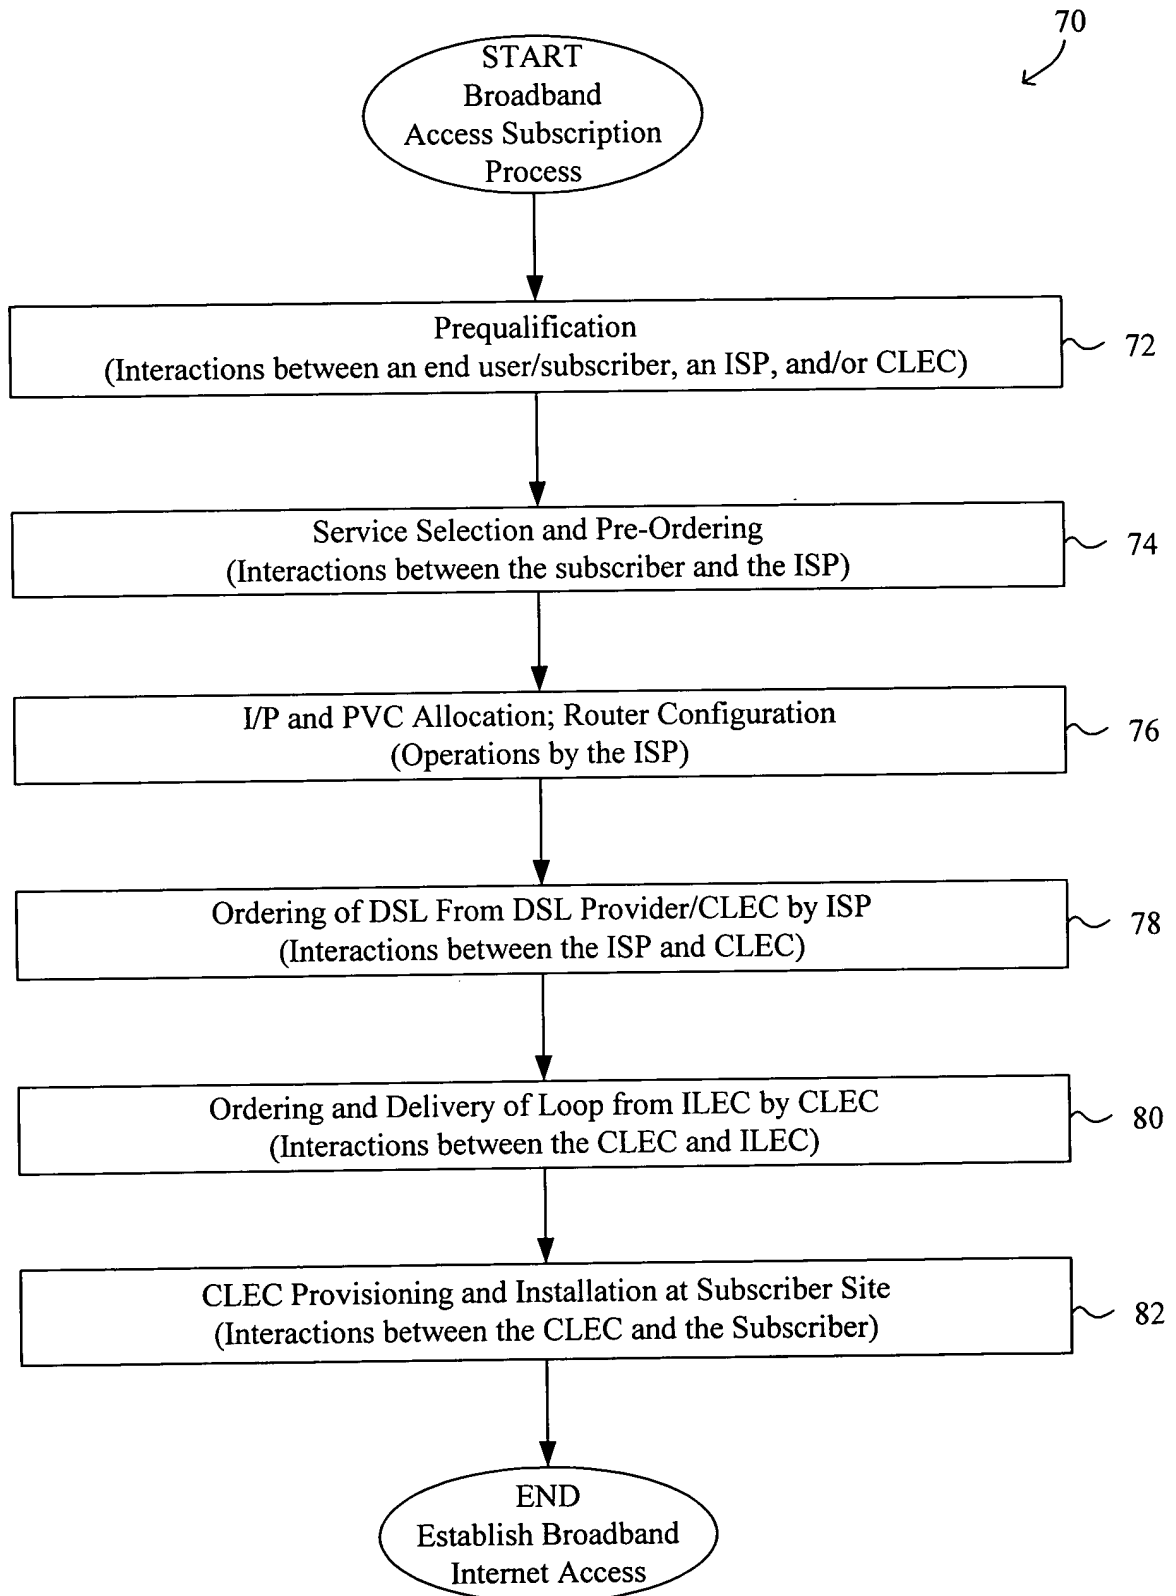 70
START
Broadband
Access Subscription
Process
Prequalification
(Interactions between an end user/subscriber, an ISP, and/or CLEC)
72
Service Selection and Pre-Ordering
(Interactions between the subscriber and the ISP)
74
I/P and PVC Allocation; Router Configuration
(Operations by the ISP)
76
Ordering of DSL From DSL Provider/CLEC by ISP
(Interactions between the ISP and CLEC)
78
Ordering and Delivery of Loop from ILEC by CLEC
(Interactions between the CLEC and ILEC)
80
CLEC Provisioning and Installation at Subscriber Site
(Interactions between the CLEC and the Subscriber)
82
END
Establish Broadband
Internet Access